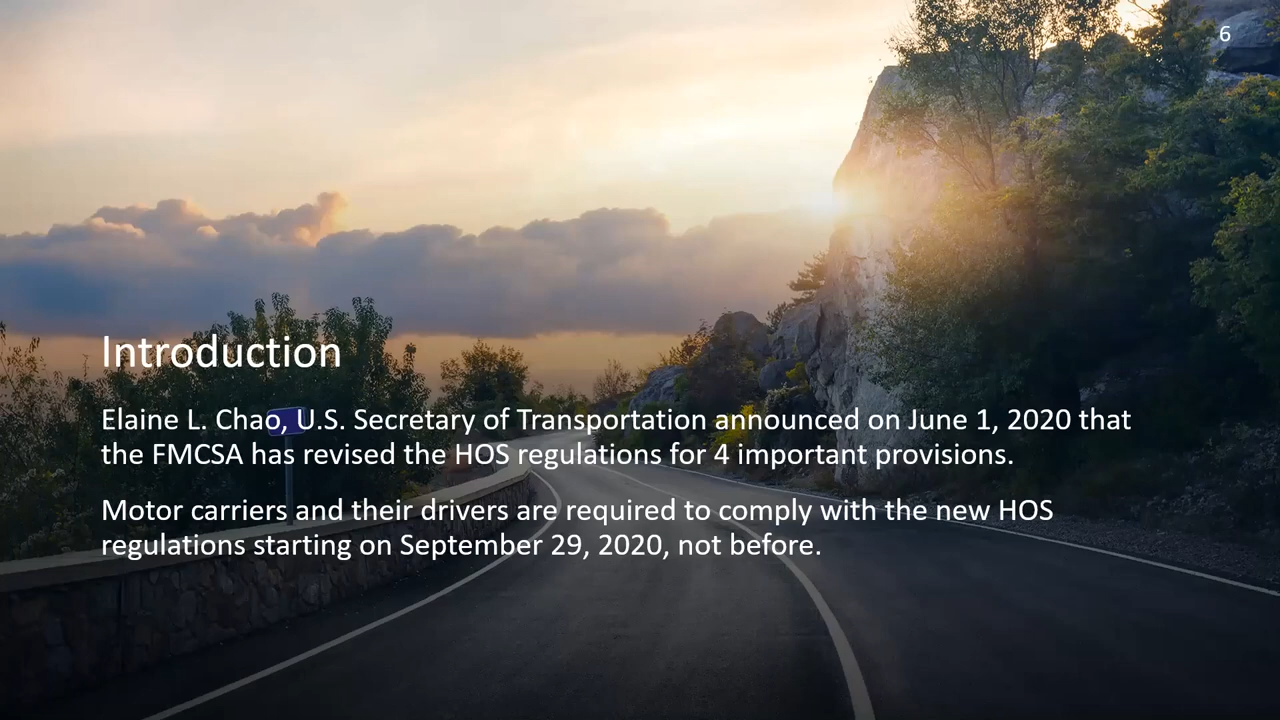 6
Introduction
Elaine L. Chao, U.S. Secretary of Transportation announced on June 1, 2020 that
the FMCSA has revised the HOS regulations for 4 important provisions.
Motor carriers and their drivers are required to comply with the new HOS
regulations starting on September 29, 2020, not before.